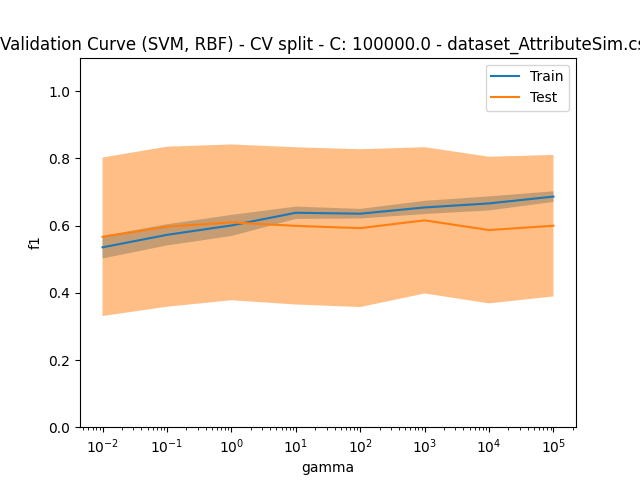 Validation Curve (SVM, RBF) - CV split - C: 100000.0 - dataset_AttributeSim.cs
Train
Test
1.0
0.8
0.6
0.4
0.2
0.0
f1
10⁻² 10⁻¹ 10⁰ 10¹ 10² 10³ 10⁴ 10⁵
gamma